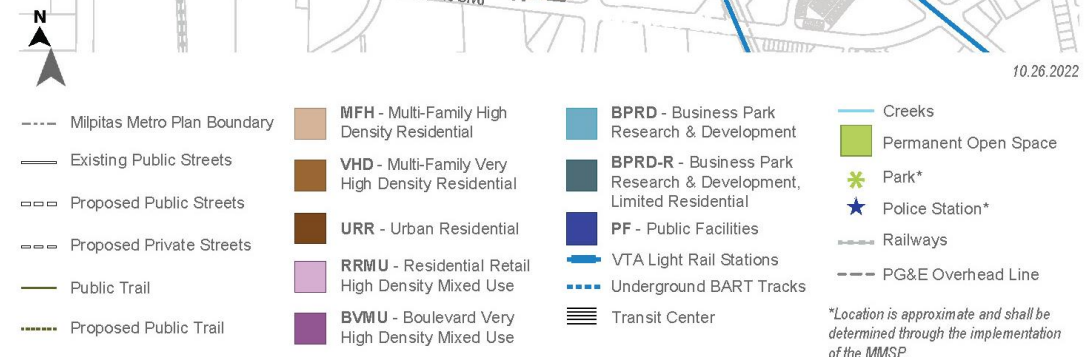 N
10.26.2022
Milpitas Metro Plan Boundary
Existing Public Streets
Proposed Public Streets
Proposed Private Streets
Public Trail
Proposed Public Trail
MFH - Multi-Family High
Density Residential
VHD - Multi-Family Very
High Density Residential
URR - Urban Residential
RRMU - Residential Retail
High Density Mixed Use
BVMU - Boulevard Very
High Density Mixed Use
BPRD - Business Park
Research & Development
BPRD-R - Business Park
Research & Development,
Limited Residential
PF - Public Facilities
VTA Light Rail Stations
Underground BART Tracks
Transit Center
Creeks
Permanent Open Space
Park*
Police Station*
Railways
PG&E Overhead Line
*Location is approximate and shall be
determined through the implementation
of the MMSP